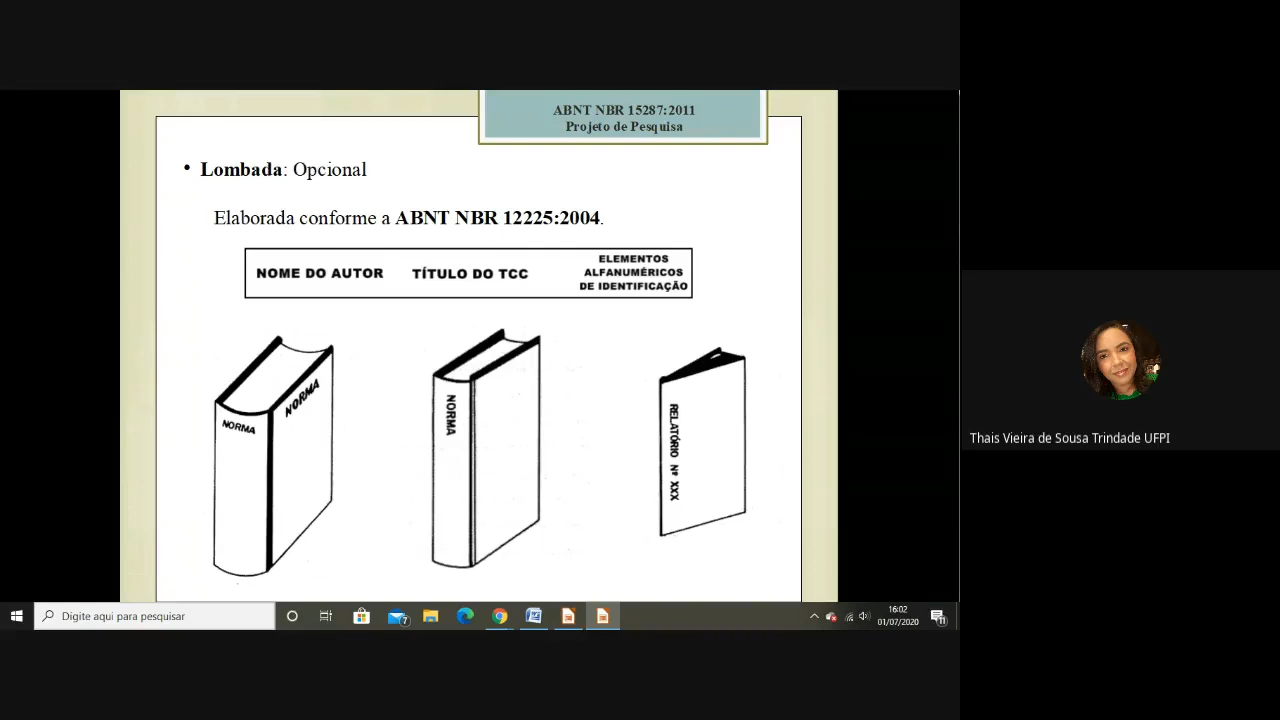 ABNT NBR 15287:2011
Projeto de Pesquisa
• Lombada: Opcional
Elaborada conforme a ABNT NBR 12225:2004.
NOME DO AUTOR TÍTULO DO TCC ELEMENTOS
ALFANUMÉRICOS
DE IDENTIFICAÇÃO
NORMA
NORMA
NORMA
RELATÓRIO Nº XXX
Thais Vieira de Sousa Trindade UFPI
Digite aqui para pesquisar
7
16:02
01/07/2020
11